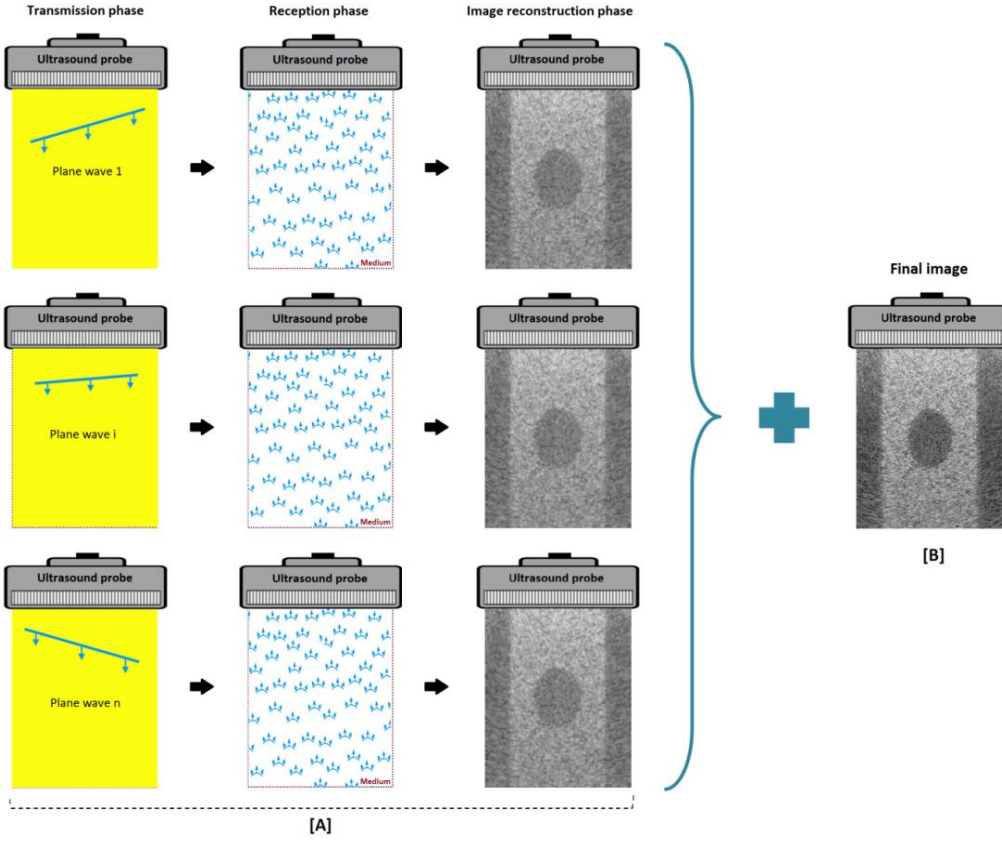 Transmission phase
Reception phase
Image reconstruction phase
Ultrasound probe
Ultrasound probe
Ultrasound probe
Plane wave 1
Medium
Final image
Ultrasound probe
Ultrasound probe
Ultrasound probe
Ultrasound probe
Plane wave i
Medium
[B]
Ultrasound probe
Ultrasound probe
Ultrasound probe
Plane wave n
Medium
[A]